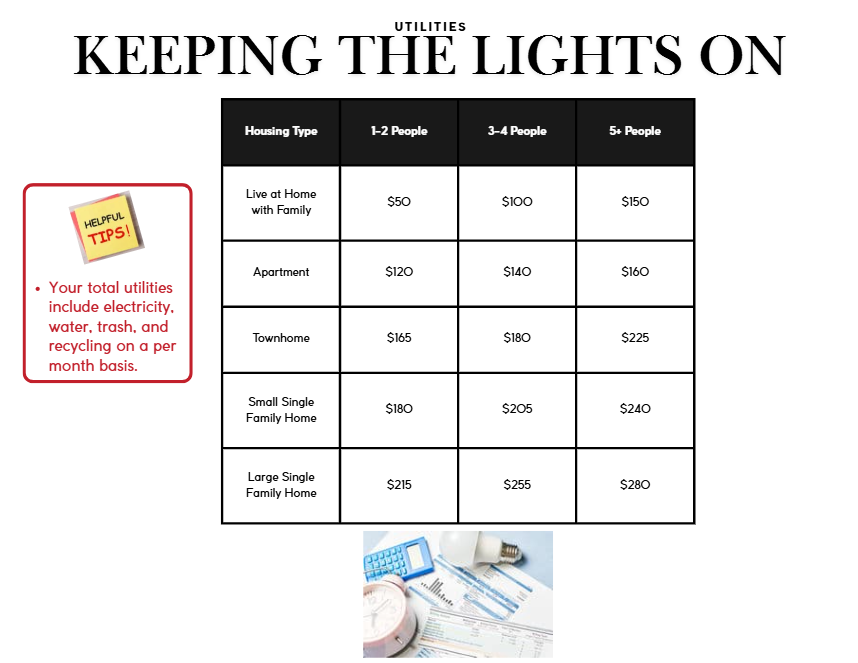 UTILITIES
KEEPING THE LIGHTS ON
Housing Type 1-2 People 3-4 People 5+ People
Live at Home
with Family
$50 $100 $150
Apartment $120 $140 $160
Townhome $165 $180 $225
Small Single
Family Home
$180 $205 $240
Large Single
Family Home
$215 $255 $280
HELPFUL
TIPS!
• Your total utilities
include electricity,
water, trash, and
recycling on a per
month basis.